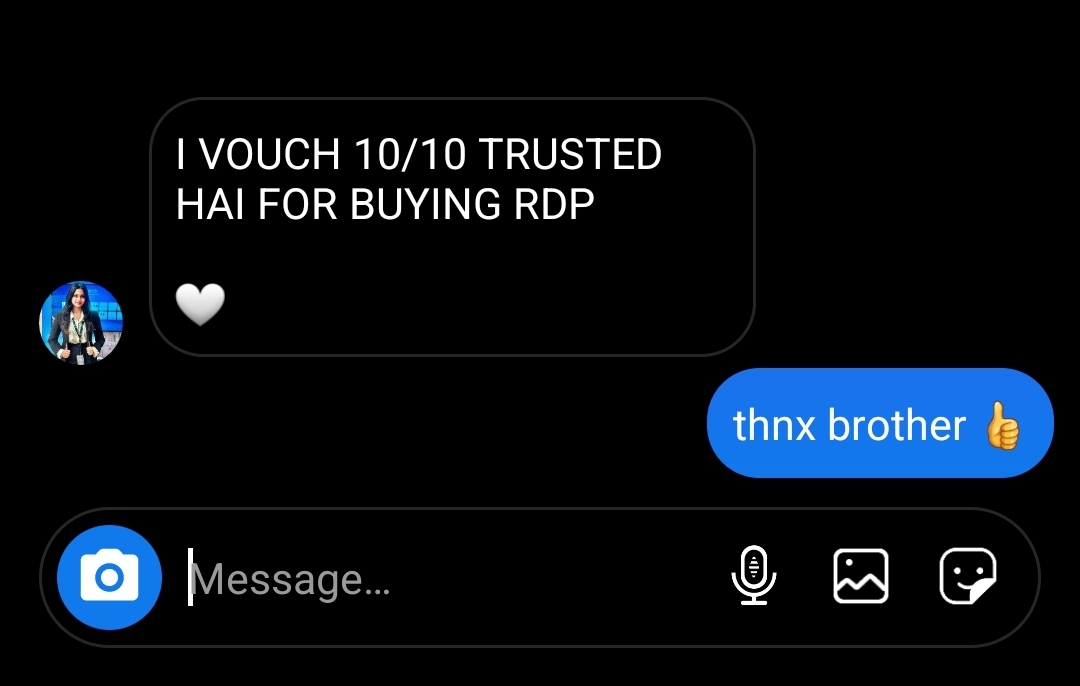 I VOUCH 10/10 TRUSTED
HAI FOR BUYING RDP
🤍
thnx brother 👍
Message...